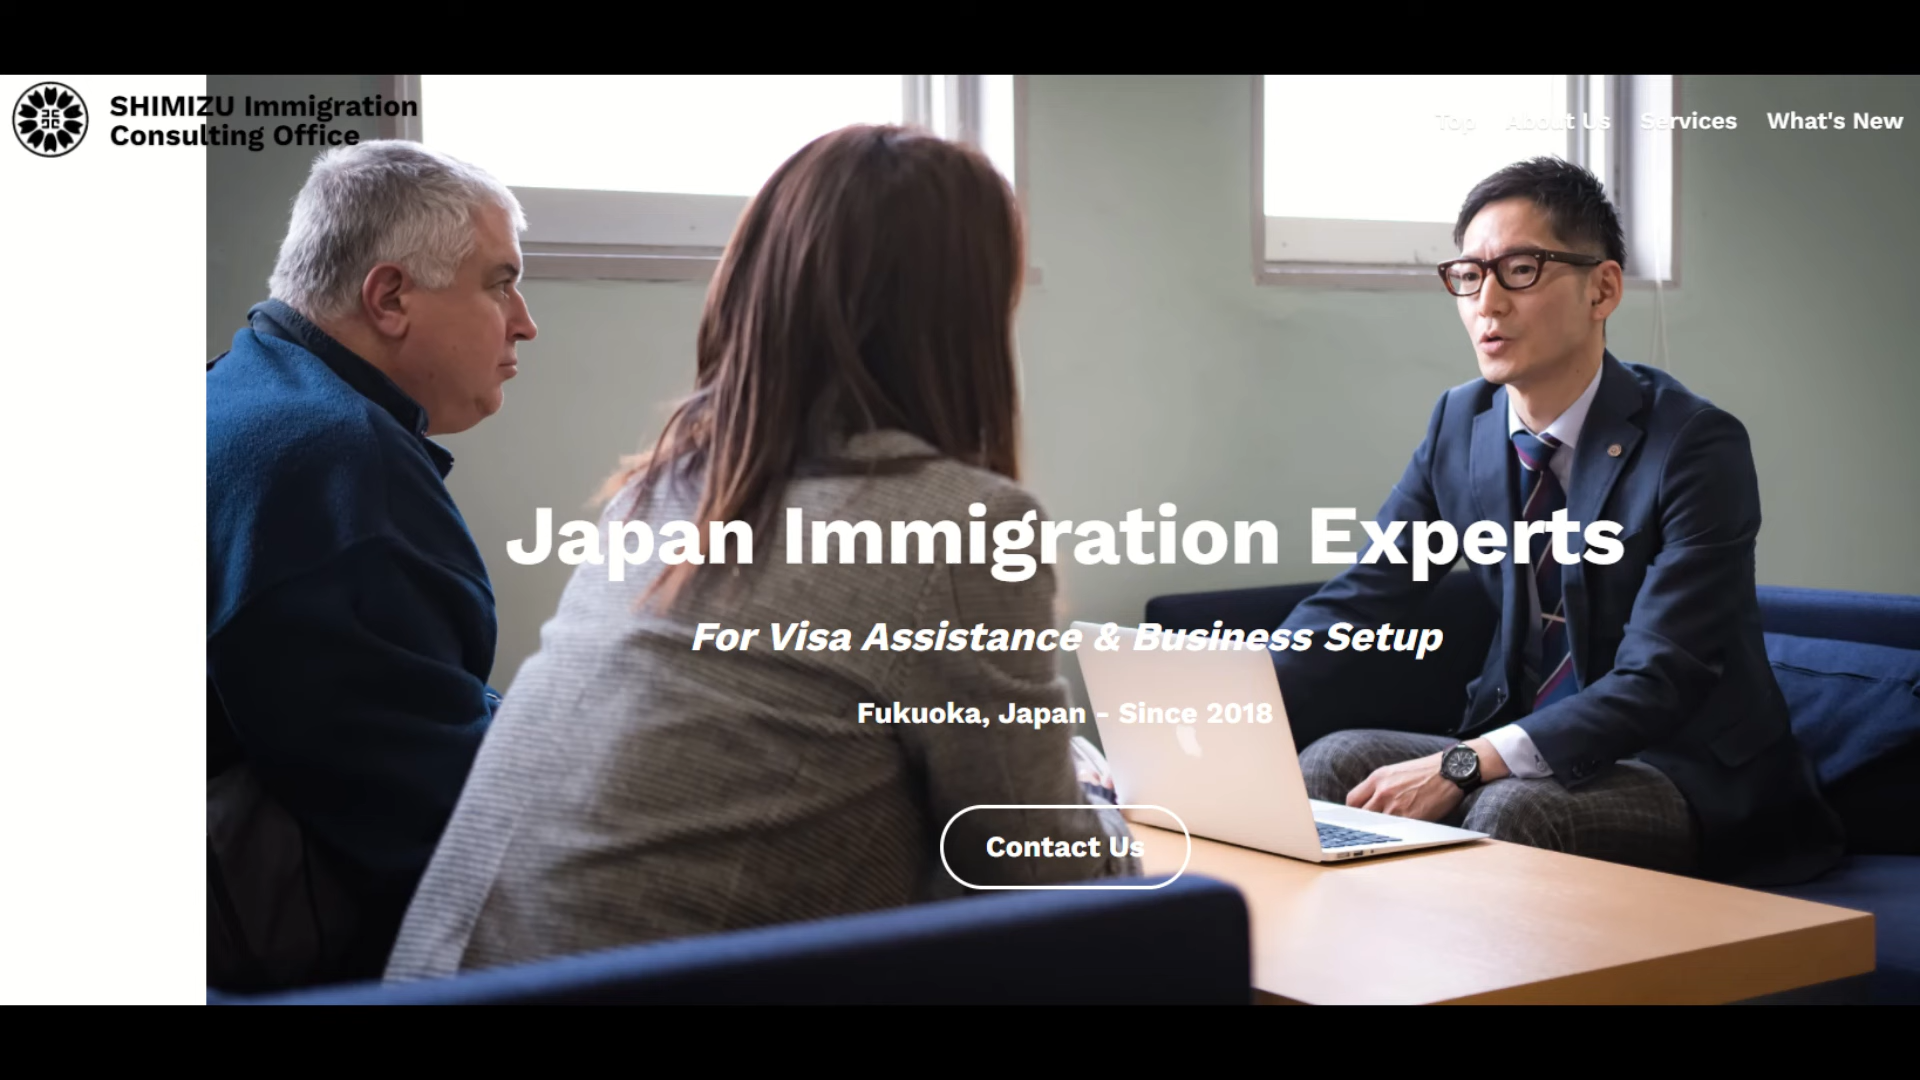 SHIMIZU Immigration
Consulting Office
Top About Us Services What's New
Japan Immigration Experts
For Visa Assistance & Business Setup
Fukuoka, Japan - Since 2018
Contact Us